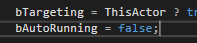 bTargeting = ThisActor ? tr
bAutoRunning = false;